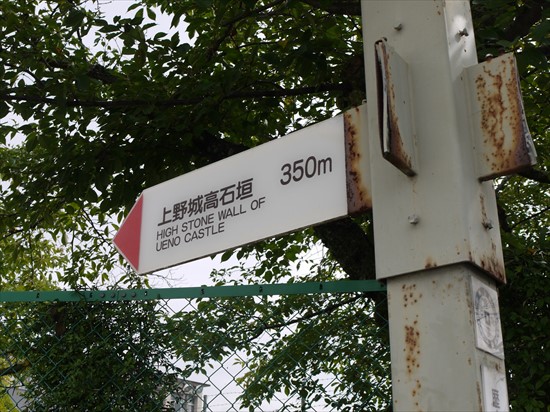 上野城高石垣 350m
HIGH STONE WALL OF
UENO CASTLE